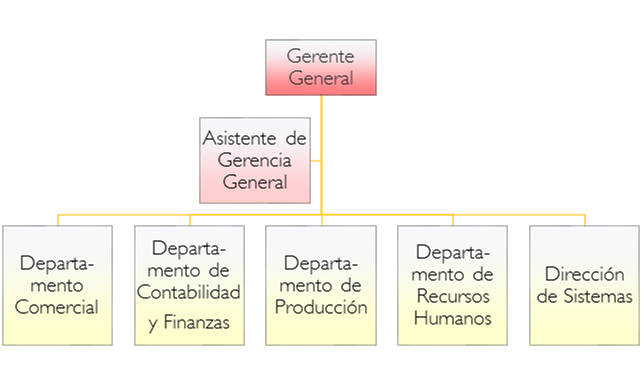 Gerente
General
Asistente de
Gerencia
General
Departa-
mento
Comercial
Departa-
mento de
Contabilidad
y Finanzas
Departa-
mento de
Producción
Departa-
mento de
Recursos
Humanos
Dirección
de Sistemas